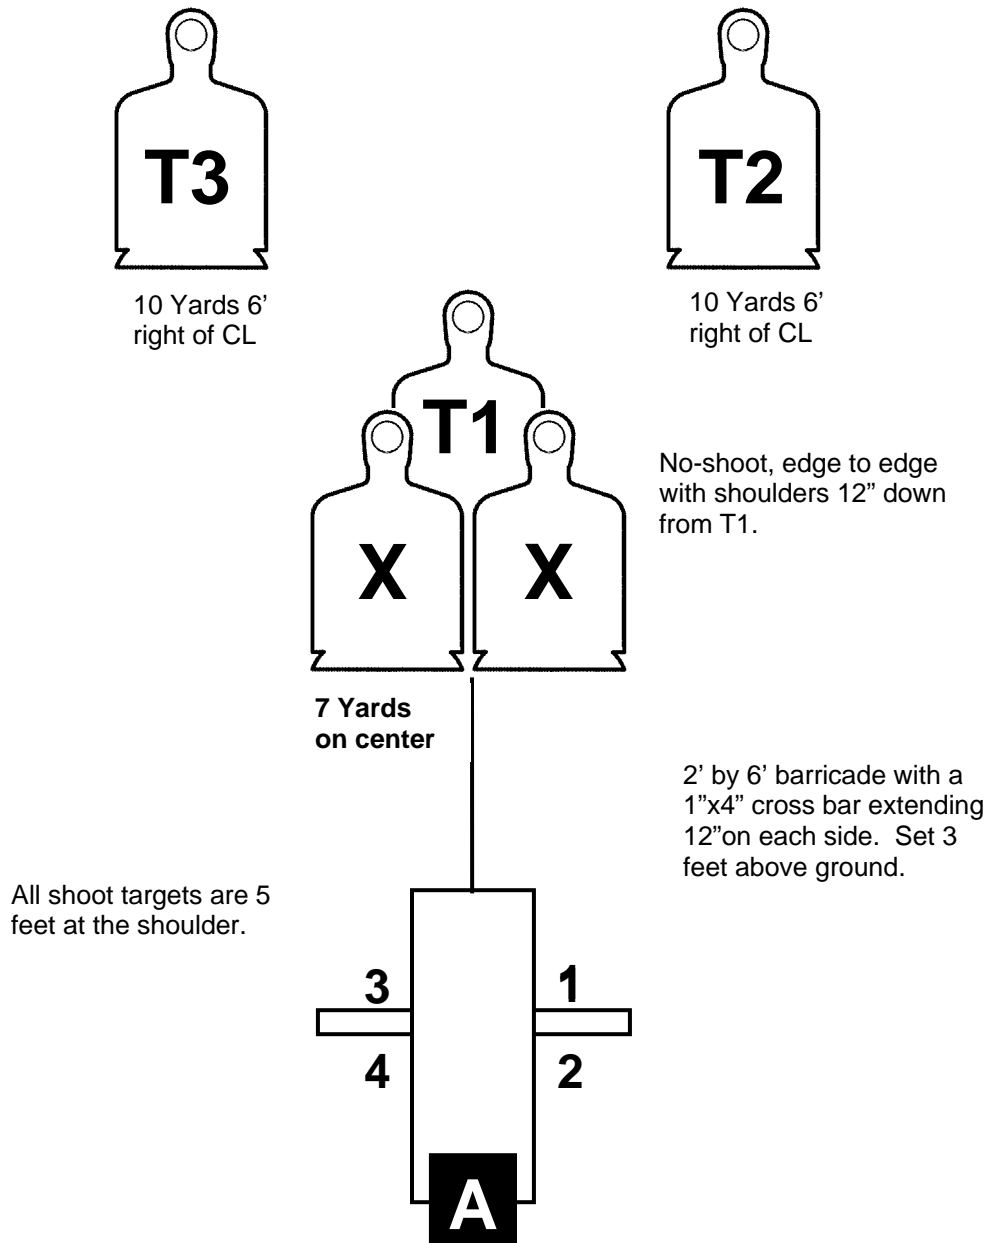 T3
T2
10 Yards 6’
right of CL
10 Yards 6’
right of CL
T1
No-shoot, edge to edge
with shoulders 12” down
from T1.
X
X
7 Yards
on center
2’ by 6’ barricade with a
1”x4” cross bar extending
12”on each side.  Set 3
feet above ground.
All shoot targets are 5
feet at the shoulder.
3
1
4
2
A